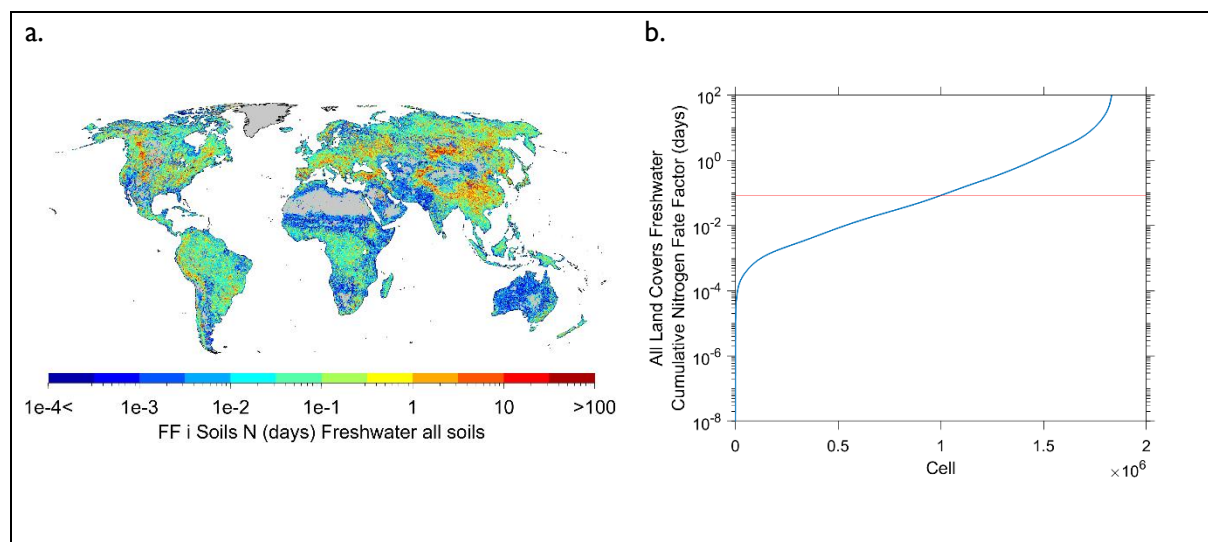 a.
b.
1e-4< 1e-3 1e-2 1e-1 1 10 >100
FF i Soils N (days) Freshwater all soils
All Land Covers Freshwater
Cumulative Nitrogen Fate Factor (days)
10^2
10^0
10^-2
10^-4
10^-6
10^-8
0 0.5 1 1.5 2
Cell
×10^6